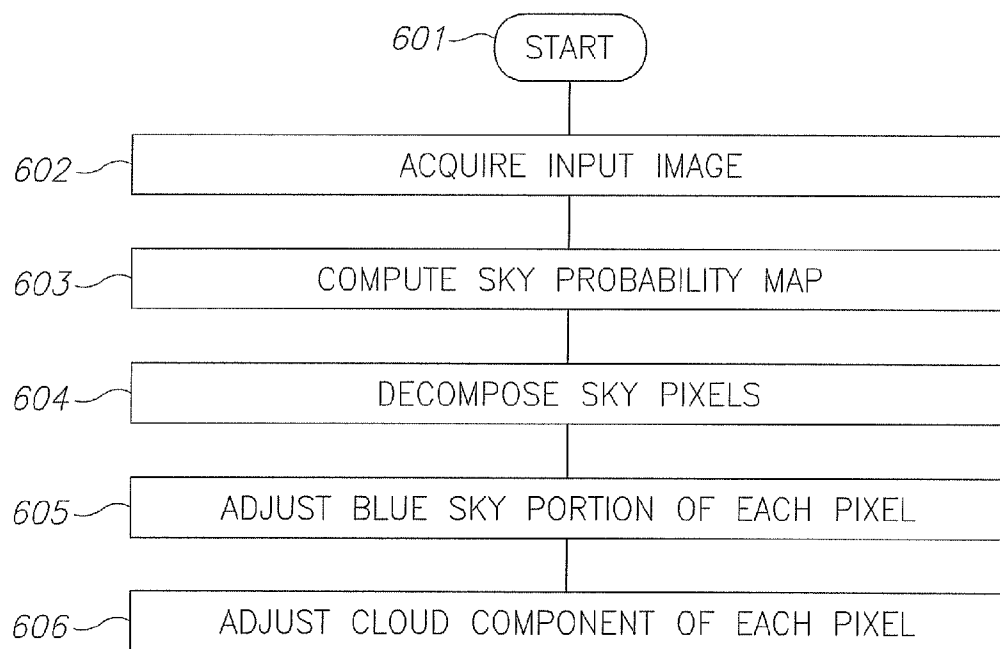 601 START
602 ACQUIRE INPUT IMAGE
603 COMPUTE SKY PROBABILITY MAP
604 DECOMPOSE SKY PIXELS
605 ADJUST BLUE SKY PORTION OF EACH PIXEL
606 ADJUST CLOUD COMPONENT OF EACH PIXEL